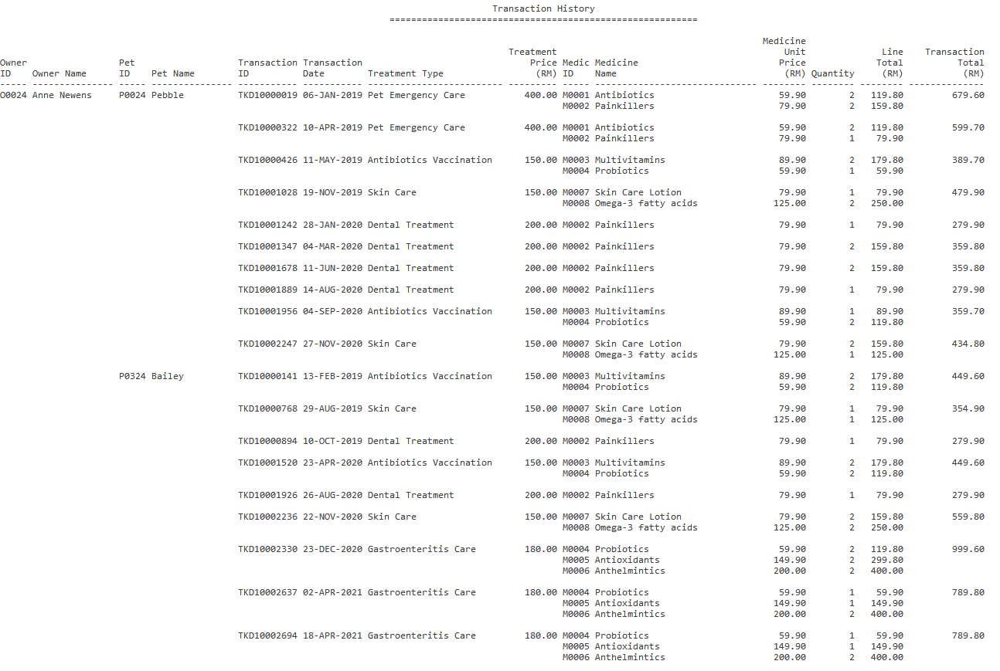 Transaction History
=========================================================
Medicine
Treatment Unit Line Transaction
Owner Pet Transaction Transaction Price Medic Medicine Price Total Total
ID Owner Name ID Pet Name ID Date Treatment Type (RM) ID Name (RM) Quantity (RM) (RM)
----- --------------- ----- --------------- ----------- ----------- ------------------------- --------- ----- ------------------------------ -------- -------- -------- --------------
O0024 Anne Newens P0024 Pebble TKD10000019 06-JAN-2019 Pet Emergency Care 400.00 M0001 Antibiotics 59.90 2 119.80 679.60
M0002 Painkillers 79.90 2 159.80
TKD10000322 10-APR-2019 Pet Emergency Care 400.00 M0001 Antibiotics 59.90 2 119.80 599.70
M0002 Painkillers 79.90 1 79.90
TKD10000426 11-MAY-2019 Antibiotics Vaccination 150.00 M0003 Multivitamins 89.90 2 179.80 389.70
M0004 Probiotics 59.90 1 59.90
TKD10001028 19-NOV-2019 Skin Care 150.00 M0007 Skin Care Lotion 79.90 1 79.90 479.90
M0008 Omega-3 fatty acids 125.00 2 250.00
TKD10001242 28-JAN-2020 Dental Treatment 200.00 M0002 Painkillers 79.90 1 79.90 279.90
TKD10001347 04-MAR-2020 Dental Treatment 200.00 M0002 Painkillers 79.90 2 159.80 359.80
TKD10001678 11-JUN-2020 Dental Treatment 200.00 M0002 Painkillers 79.90 2 159.80 359.80
TKD10001889 14-AUG-2020 Dental Treatment 200.00 M0002 Painkillers 79.90 1 79.90 279.90
TKD10001956 04-SEP-2020 Antibiotics Vaccination 150.00 M0003 Multivitamins 89.90 1 89.90 359.70
M0004 Probiotics 59.90 2 119.80
TKD10002247 27-NOV-2020 Skin Care 150.00 M0007 Skin Care Lotion 79.90 2 159.80 434.80
M0008 Omega-3 fatty acids 125.00 1 125.00
P0324 Bailey TKD10000141 13-FEB-2019 Antibiotics Vaccination 150.00 M0003 Multivitamins 89.90 2 179.80 449.60
M0004 Probiotics 59.90 2 119.80
TKD10000768 29-AUG-2019 Skin Care 150.00 M0007 Skin Care Lotion 79.90 1 79.90 354.90
M0008 Omega-3 fatty acids 125.00 1 125.00
TKD10000894 10-OCT-2019 Dental Treatment 200.00 M0002 Painkillers 79.90 1 79.90 279.90
TKD10001520 23-APR-2020 Antibiotics Vaccination 150.00 M0003 Multivitamins 89.90 2 179.80 449.60
M0004 Probiotics 59.90 2 119.80
TKD10001926 26-AUG-2020 Dental Treatment 200.00 M0002 Painkillers 79.90 1 79.90 279.90
TKD10002236 22-NOV-2020 Skin Care 150.00 M0007 Skin Care Lotion 79.90 2 159.80 559.80
M0008 Omega-3 fatty acids 125.00 2 250.00
TKD10002330 23-DEC-2020 Gastroenteritis Care 180.00 M0004 Probiotics 59.90 2 119.80 999.60
M0005 Antioxidants 149.90 2 299.80
M0006 Anthelmintics 200.00 2 400.00
TKD10002637 02-APR-2021 Gastroenteritis Care 180.00 M0004 Probiotics 59.90 1 59.90 789.80
M0005 Antioxidants 149.90 1 149.90
M0006 Anthelmintics 200.00 2 400.00
TKD10002694 18-APR-2021 Gastroenteritis Care 180.00 M0004 Probiotics 59.90 1 59.90 789.80
M0005 Antioxidants 149.90 1 149.90
M0006 Anthelmintics 200.00 2 400.00